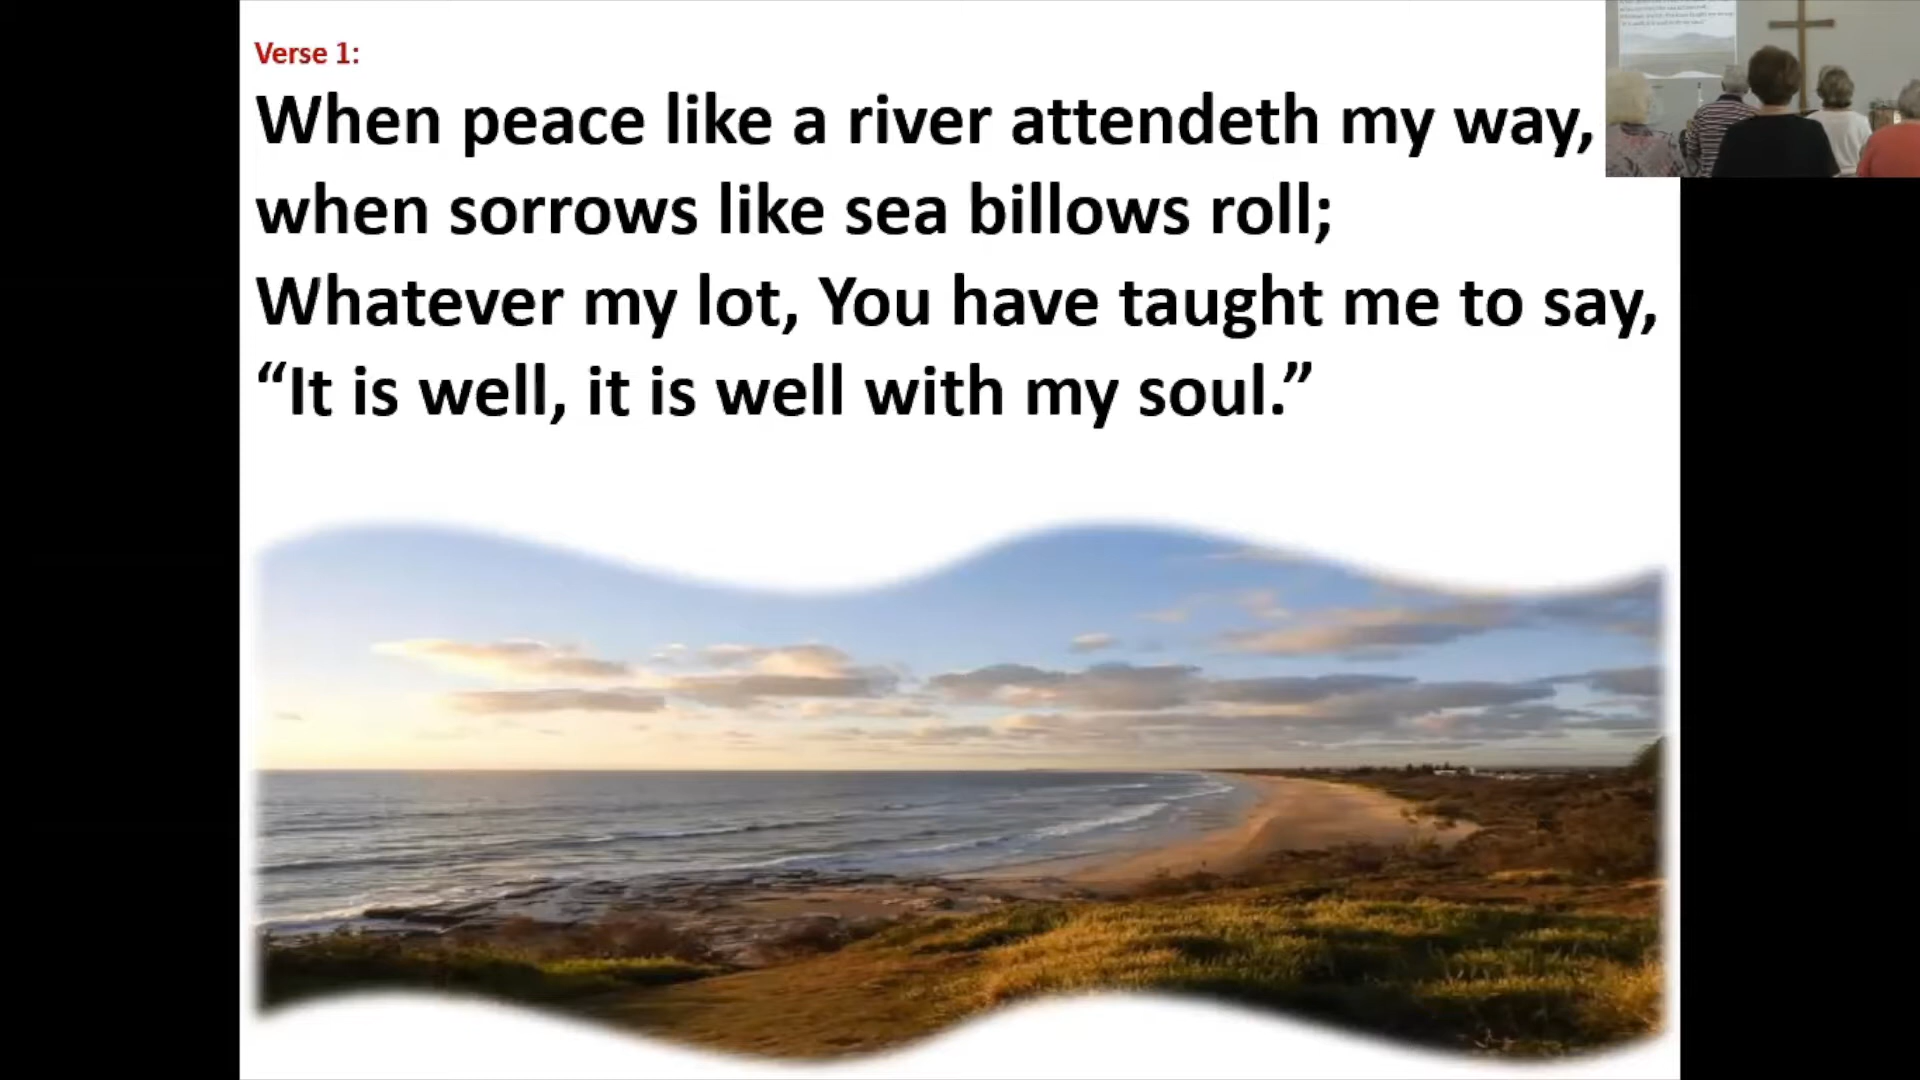 Verse 1:
When peace like a river attendeth my way,
when sorrows like sea billows roll;
Whatever my lot, You have taught me to say,
“It is well, it is well with my soul.”